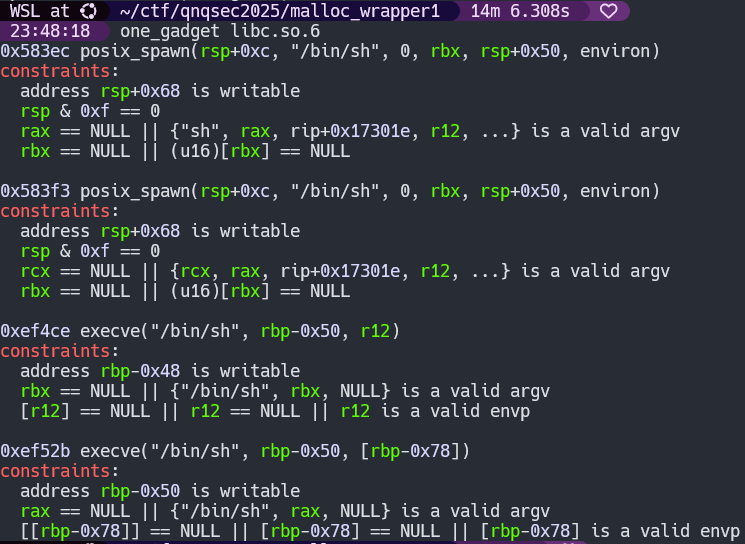 WSL at ~/ctf/qnqsec2025/malloc_wrapper1 14m 6.308s
23:48:18 one_gadget libc.so.6
0x583ec posix_spawn(rsp+0xc, "/bin/sh", 0, rbx, rsp+0x50, environ)
constraints:
  address rsp+0x68 is writable
  rsp & 0xf == 0
  rax == NULL || {"sh", rax, rip+0x17301e, r12, ...} is a valid argv
  rbx == NULL || (u16)[rbx] == NULL

0x583f3 posix_spawn(rsp+0xc, "/bin/sh", 0, rbx, rsp+0x50, environ)
constraints:
  address rsp+0x68 is writable
  rsp & 0xf == 0
  rcx == NULL || {rcx, rax, rip+0x17301e, r12, ...} is a valid argv
  rbx == NULL || (u16)[rbx] == NULL

0xef4ce execve("/bin/sh", rbp-0x50, r12)
constraints:
  address rbp-0x48 is writable
  rbx == NULL || {"/bin/sh", rbx, NULL} is a valid argv
  [r12] == NULL || r12 == NULL || r12 is a valid envp

0xef52b execve("/bin/sh", rbp-0x50, [rbp-0x78])
constraints:
  address rbp-0x50 is writable
  rax == NULL || {"/bin/sh", rax, NULL} is a valid argv
  [[rbp-0x78]] == NULL || [rbp-0x78] == NULL || [rbp-0x78] is a valid envp